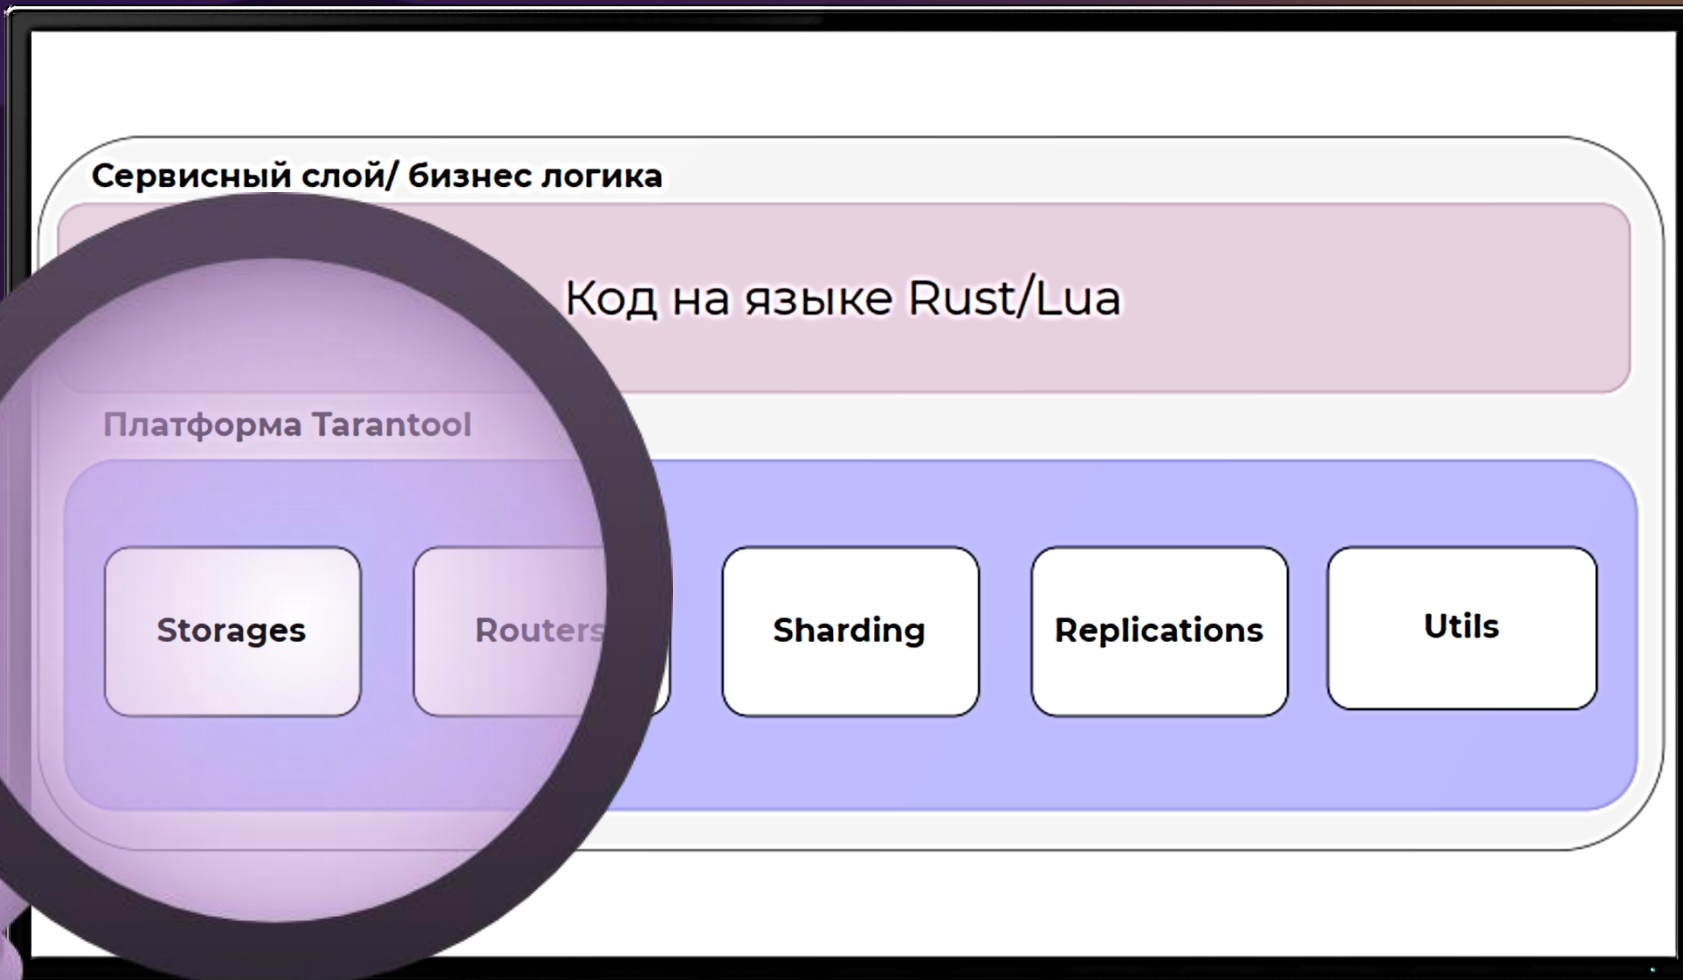 Сервисный слой/ бизнес логика
Код на языке Rust/Lua
Платформа Tarantool
Storages
Routers
Sharding
Replications
Utils